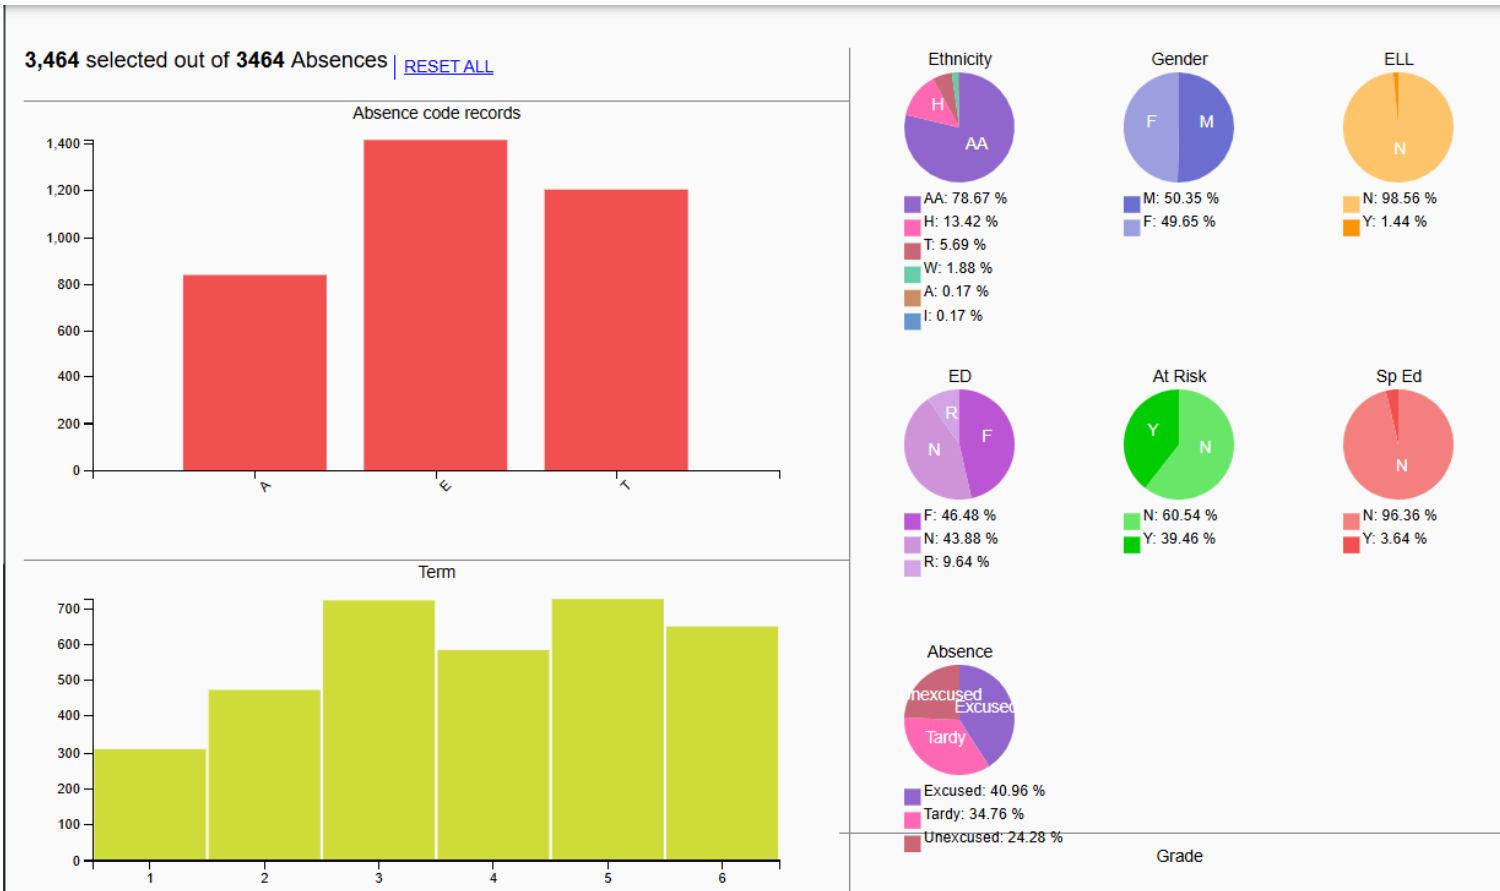 3,464 selected out of 3464 Absences | RESET ALL
Absence code records
1,400
1,200
1,000
800
600
400
200
0
A
E
T
Term
700
600
500
400
300
200
100
0
1
2
3
4
5
6
Ethnicity
H
AA
AA: 78.67 %
H: 13.42 %
T: 5.69 %
W: 1.88 %
A: 0.17 %
I: 0.17 %
Gender
F
M
M: 50.35 %
F: 49.65 %
ELL
N
N: 98.56 %
Y: 1.44 %
ED
R
F
N
F: 46.48 %
N: 43.88 %
R: 9.64 %
At Risk
Y
N
N: 60.54 %
Y: 39.46 %
Sp Ed
N
N: 96.36 %
Y: 3.64 %
Absence
Unexcused
Excused
Tardy
Excused: 40.96 %
Tardy: 34.76 %
Unexcused: 24.28 %
Grade